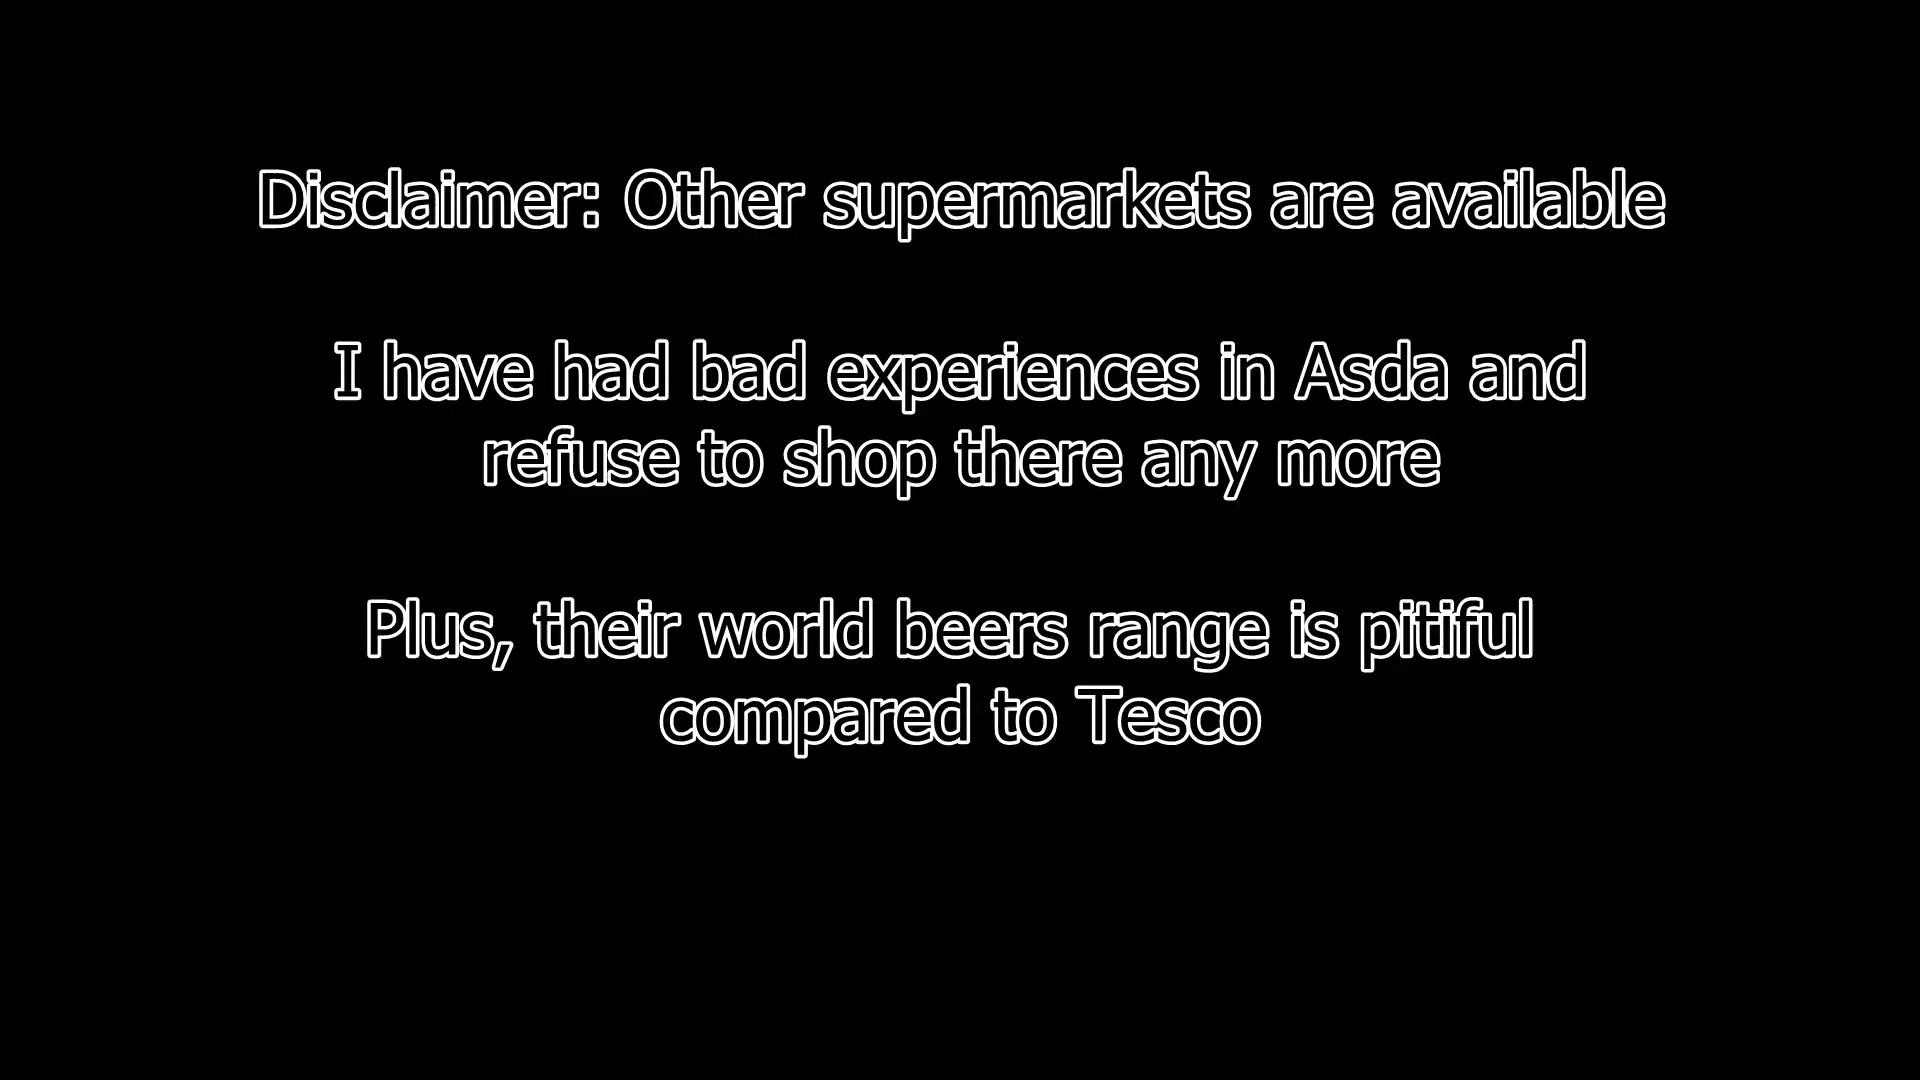 Disclaimer: Other supermarkets are available
I have had bad experiences in Asda and
refuse to shop there any more
Plus, their world beers range is pitiful
compared to Tesco